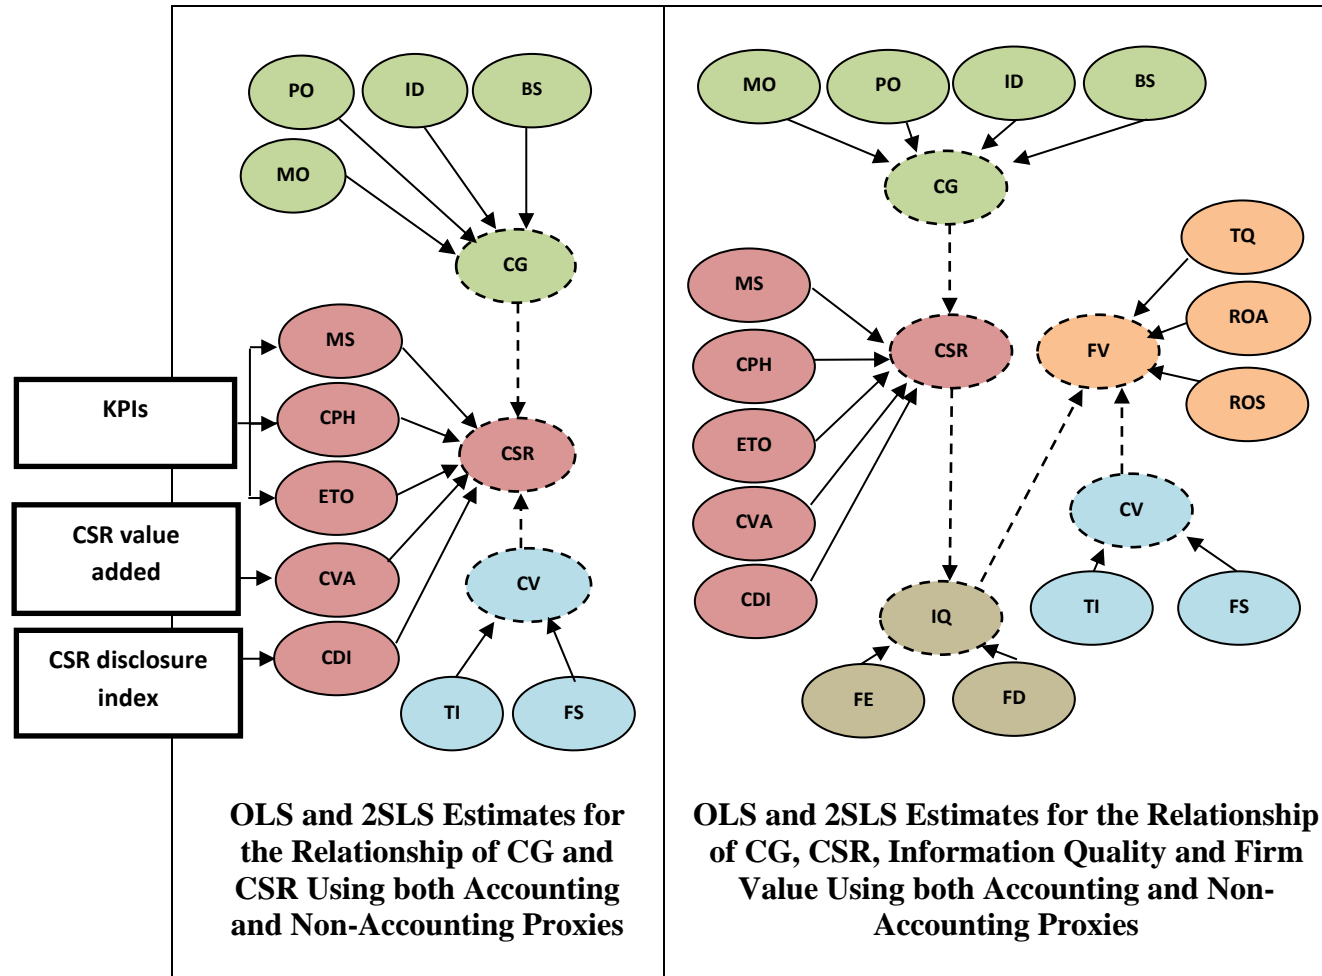 PO
ID
BS
MO
CG
MS
KPIs
CPH
CSR
ETO
CSR value
added
CVA
CV
CSR disclosure
index
CDI
TI
FS
OLS and 2SLS Estimates for
the Relationship of CG and
CSR Using both Accounting
and Non-Accounting Proxies
MO
PO
ID
BS
CG
TQ
MS
ROA
CSR
FV
CPH
ROS
ETO
CVA
CV
CDI
IQ
TI
FS
FE
FD
OLS and 2SLS Estimates for the Relationship
of CG, CSR, Information Quality and Firm
Value Using both Accounting and Non-
Accounting Proxies